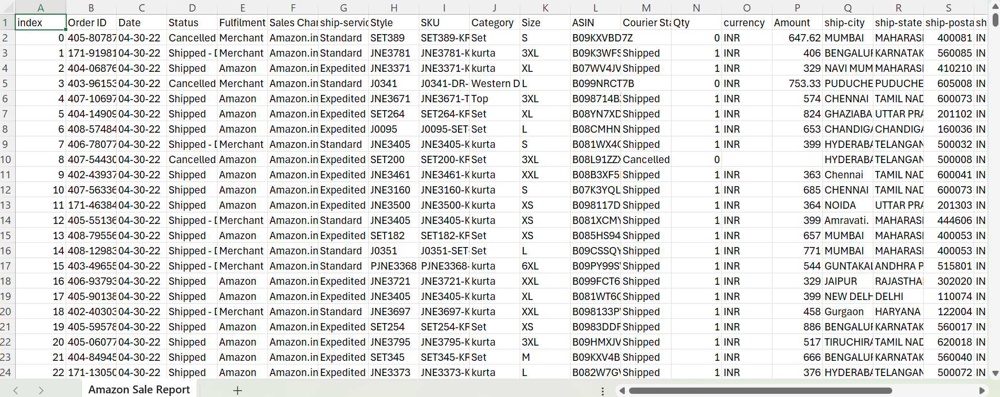 A B C D E F G H I J K L M N O P Q R S
1 index Order ID Date Status Fulfilment Sales Char ship-servic Style SKU Category Size ASIN Courier Sta Qty currency Amount ship-city ship-state ship-posta sh
2 0 405-80787 04-30-22 Cancelled Merchant Amazon.in Standard SET389 SET389-KR Set S B09KXVBD7Z 0 INR 647.62 MUMBAI MAHARASH 400081 IN
3 1 171-91981 04-30-22 Shipped - D Merchant Amazon.in Standard JNE3781 JNE3781-K kurta 3XL B09K3WFS Shipped 1 INR 406 BENGALUR KARNATAK 560085 IN
4 2 404-06876 04-30-22 Shipped Amazon Amazon.in Expedited JNE3371 JNE3371-K kurta XL B07WV4JV Shipped 1 INR 329 NAVI MUM MAHARASH 410210 IN
5 3 403-96153 04-30-22 Cancelled Merchant Amazon.in Standard J0341 J0341-DR- Western D L B099NRCT7B 0 INR 753.33 PUDUCHE PUDUCHE 605008 IN
6 4 407-10697 04-30-22 Shipped Amazon Amazon.in Expedited JNE3671 JNE3671-T Top 3XL B098714B Shipped 1 INR 574 CHENNAI TAMIL NAD 600073 IN
7 5 404-14909 04-30-22 Shipped Amazon Amazon.in Expedited SET264 SET264-KR Set XL B08YN7XD Shipped 1 INR 824 GHAZIABA UTTAR PRA 201102 IN
8 6 408-57484 04-30-22 Shipped Amazon Amazon.in Expedited J0095 J0095-SET- Set L B08CMHN Shipped 1 INR 653 CHANDIGA CHANDIGA 160036 IN
9 7 406-78077 04-30-22 Shipped - D Merchant Amazon.in Standard JNE3405 JNE3405-K kurta S B081WX4G Shipped 1 INR 399 HYDERABA TELANGAN 500032 IN
10 8 407-54430 04-30-22 Cancelled Amazon Amazon.in Expedited SET200 SET200-KR Set 3XL B08L91ZZX Cancelled 0 HYDERABA TELANGAN 500008 IN
11 9 402-43937 04-30-22 Shipped Amazon Amazon.in Expedited JNE3461 JNE3461-K kurta XXL B08B3XF5 Shipped 1 INR 363 Chennai TAMIL NAD 600041 IN
12 10 407-56336 04-30-22 Shipped Amazon Amazon.in Expedited JNE3160 JNE3160-K kurta S B07K3YQL Shipped 1 INR 685 CHENNAI TAMIL NAD 600073 IN
13 11 171-46384 04-30-22 Shipped Amazon Amazon.in Expedited JNE3500 JNE3500-K kurta XS B098117D Shipped 1 INR 364 NOIDA UTTAR PRA 201303 IN
14 12 405-55136 04-30-22 Shipped - D Merchant Amazon.in Standard JNE3405 JNE3405-K kurta XS B081XCMY Shipped 1 INR 399 Amravati. MAHARASH 444606 IN
15 13 408-79556 04-30-22 Shipped Amazon Amazon.in Expedited SET182 SET182-KR Set XS B085HS94 Shipped 1 INR 657 MUMBAI MAHARASH 400053 IN
16 14 408-12983 04-30-22 Shipped - D Merchant Amazon.in Standard J0351 J0351-SET- Set L B09CSSQY Shipped 1 INR 771 MUMBAI MAHARASH 400053 IN
17 15 403-49655 04-30-22 Shipped - D Merchant Amazon.in Standard PJNE3368 PJNE3368- kurta 6XL B09PY99S Shipped 1 INR 544 GUNTAKAL ANDHRA P 515801 IN
18 16 406-93793 04-30-22 Shipped Amazon Amazon.in Expedited JNE3721 JNE3721-K kurta XXL B099FCT6 Shipped 1 INR 329 JAIPUR RAJASTHA 302020 IN
19 17 405-90138 04-30-22 Shipped Amazon Amazon.in Expedited JNE3405 JNE3405-K kurta XL B081WT6G Shipped 1 INR 399 NEW DELH DELHI 110074 IN
20 18 402-40303 04-30-22 Shipped - D Merchant Amazon.in Standard JNE3697 JNE3697-K kurta XXL B098133P Shipped 1 INR 458 Gurgaon HARYANA 122004 IN
21 19 405-59578 04-30-22 Shipped Amazon Amazon.in Expedited SET254 SET254-KR Set XS B0983DDF Shipped 1 INR 886 BENGALUR KARNATAK 560017 IN
22 20 405-06077 04-30-22 Shipped Amazon Amazon.in Expedited JNE3795 JNE3795-K kurta 3XL B09HMXJV Shipped 1 INR 517 TIRUCHIRA TAMIL NAD 620018 IN
23 21 404-84945 04-30-22 Shipped Amazon Amazon.in Expedited SET345 SET345-KR Set M B09KXV4B Shipped 1 INR 666 BENGALUR KARNATAK 560040 IN
24 22 171-13050 04-30-22 Shipped Amazon Amazon.in Expedited JNE3373 JNE3373-K kurta L B082W7GV Shipped 1 INR 376 HYDERABA TELANGAN 500072 IN
Amazon Sale Report